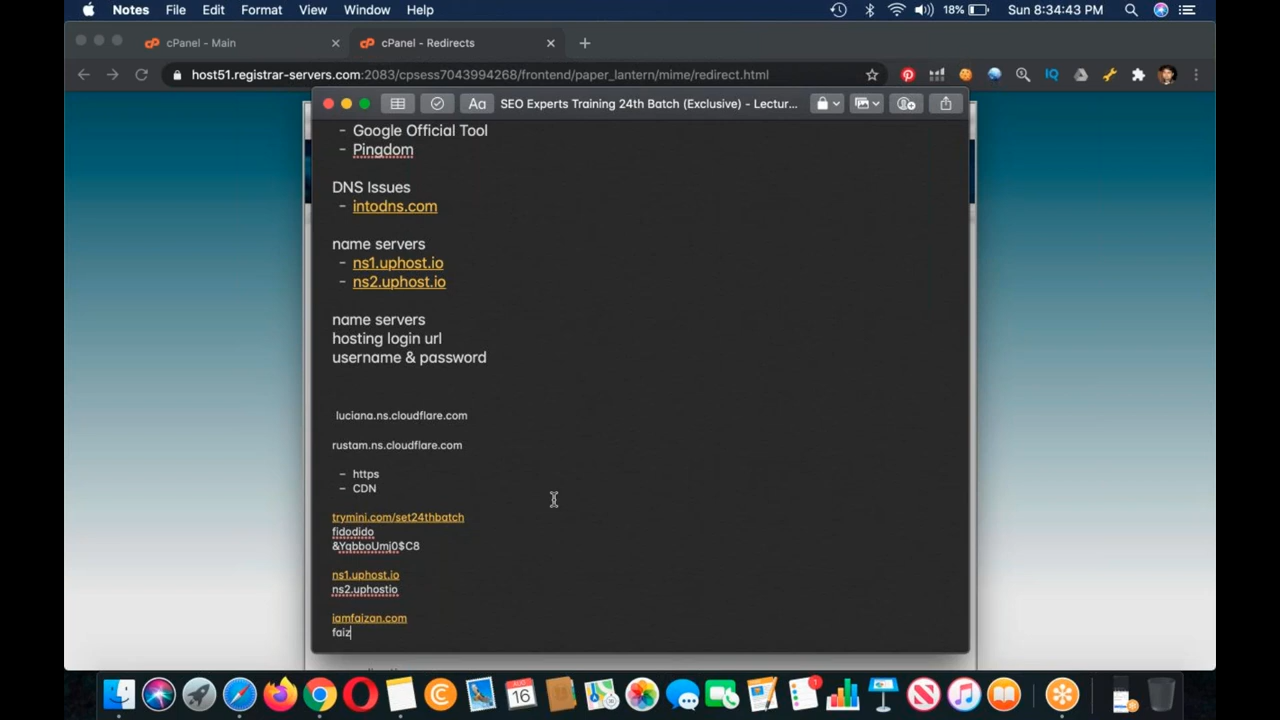 Notes File Edit Format View Window Help 18% Sun 8:34:43 PM
cPanel - Main cPanel - Redirects
host51.registrar-servers.com:2083/cpsess7043994268/frontend/paper_lantern/mime/redirect.html
Aa SEO Experts Training 24th Batch (Exclusive) - Lectur...
- Google Official Tool
- Pingdom
DNS Issues
- intodns.com
name servers
- ns1.uphost.io
- ns2.uphost.io
name servers
hosting login url
username & password
luciana.ns.cloudflare.com
rustam.ns.cloudflare.com
- https
- CDN
trymini.com/set24thbatch
fidodido
&YqbboUmj0$C8
ns1.uphost.io
ns2.uphostio
iamfaizan.com
faiz
AUG
16
1